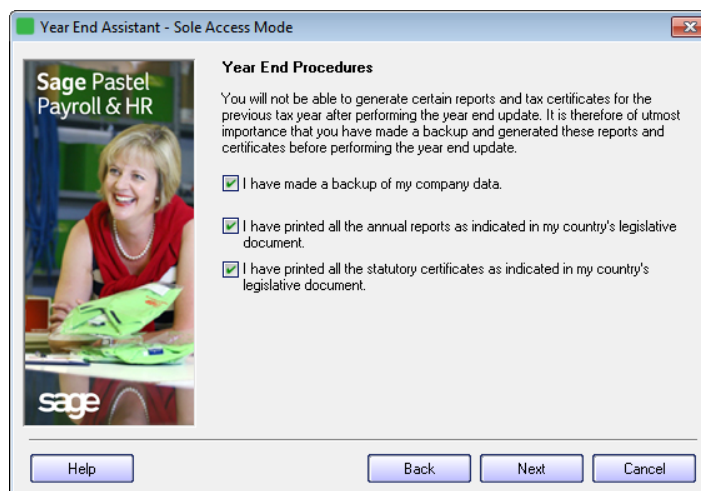 Year End Assistant - Sole Access Mode
Sage Pastel
Payroll & HR
sage
Year End Procedures
You will not be able to generate certain reports and tax certificates for the
previous tax year after performing the year end update. It is therefore of utmost
importance that you have made a backup and generated these reports and
certificates before performing the year end update.
I have made a backup of my company data.
I have printed all the annual reports as indicated in my country's legislative
document.
I have printed all the statutory certificates as indicated in my country's
legislative document.
Help
Back
Next
Cancel